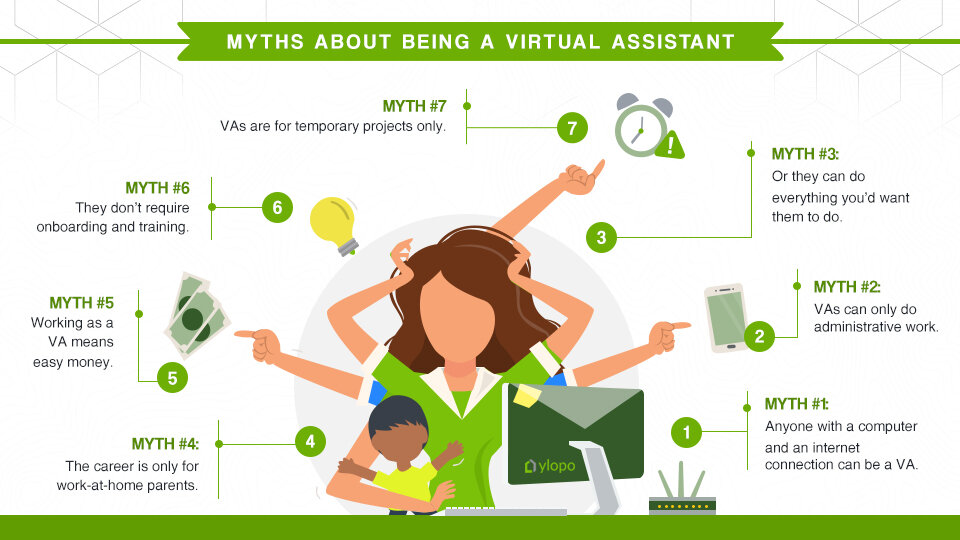 MYTHS ABOUT BEING A VIRTUAL ASSISTANT
MYTH #7
VAs are for temporary projects only.
7
MYTH #3:
Or they can do
everything you'd want
them to do.
3
MYTH #6
They don't require
onboarding and training.
6
MYTH #5
Working as a
VA means
easy money.
5
MYTH #2:
VAs can only do
administrative work.
2
MYTH #4:
The career is only for
work-at-home parents.
4
MYTH #1:
Anyone with a computer
and an internet
connection can be a VA.
1
ylopo
!